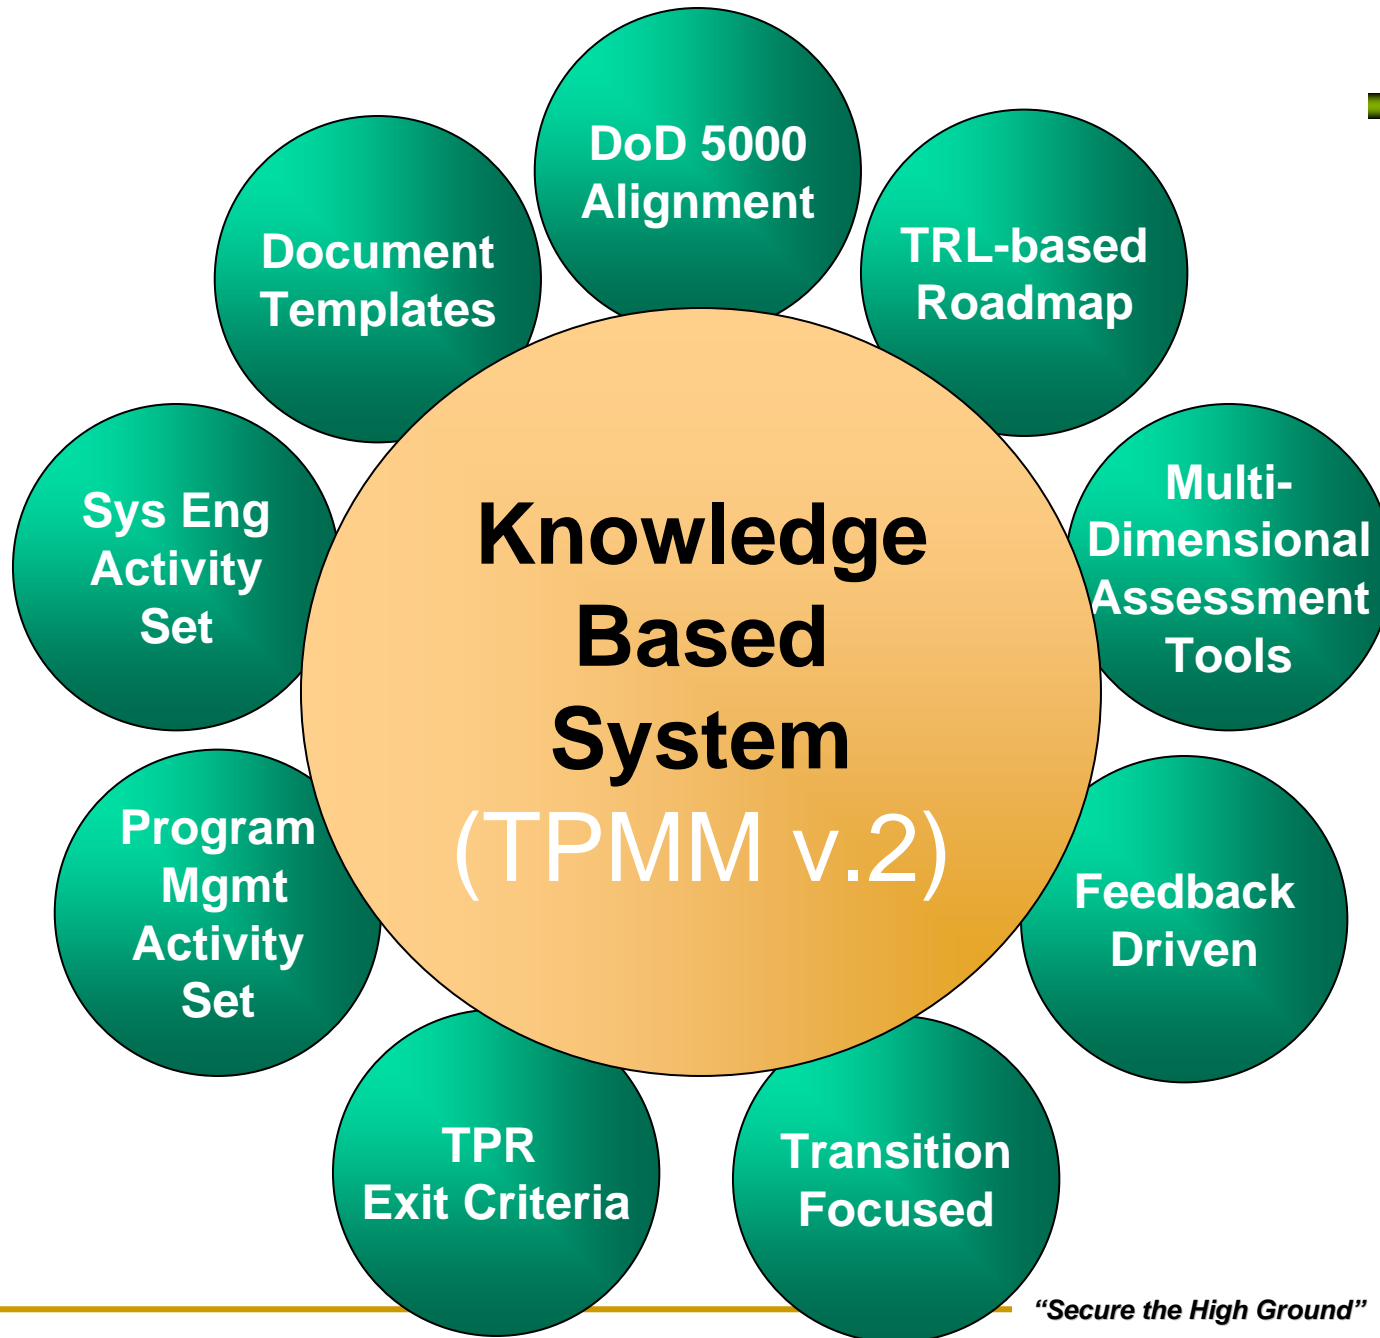 DoD 5000
Alignment
TRL-based
Roadmap
Multi-
Dimensional
Assessment
Tools
Feedback
Driven
Transition
Focused
TPR
Exit Criteria
Program
Mgmt
Activity
Set
Sys Eng
Activity
Set
Document
Templates
Knowledge
Based
System
(TPMM v.2)
“Secure the High Ground”